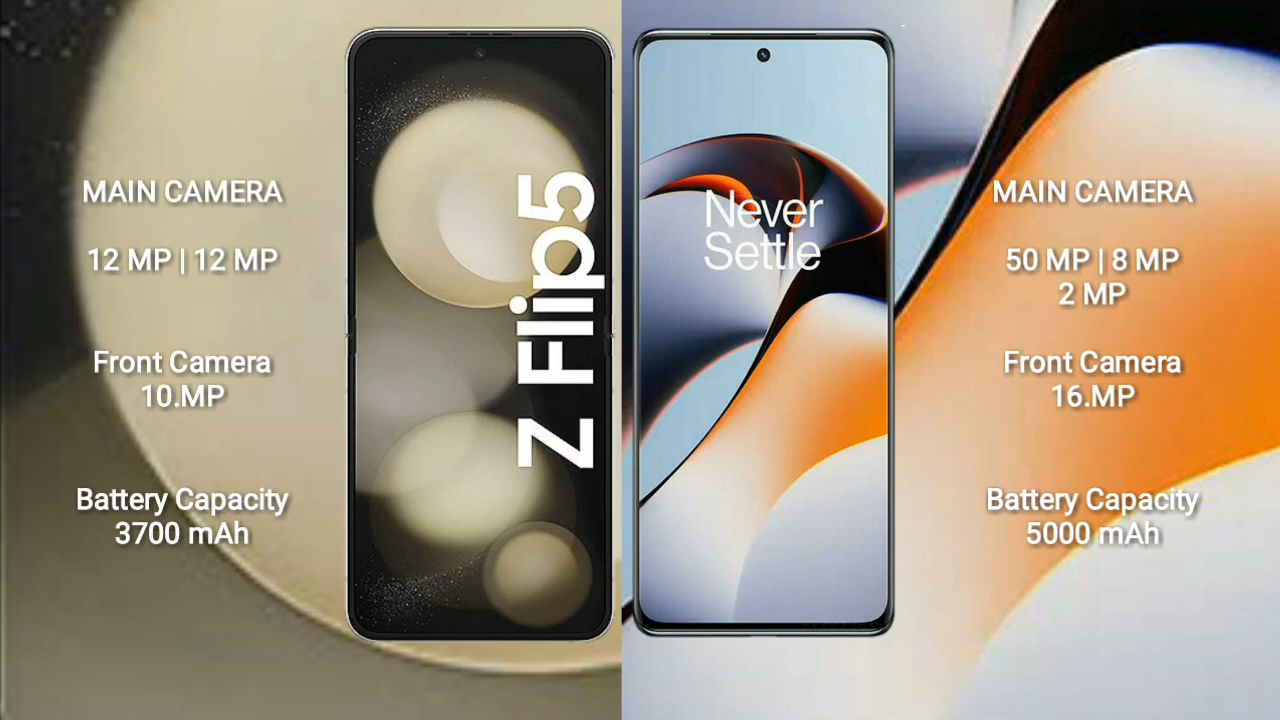 MAIN CAMERA
12 MP | 12 MP
Front Camera
10.MP
Battery Capacity
3700 mAh
Z Flip5
Never
Settle
MAIN CAMERA
50 MP | 8 MP
2 MP
Front Camera
16.MP
Battery Capacity
5000 mAh